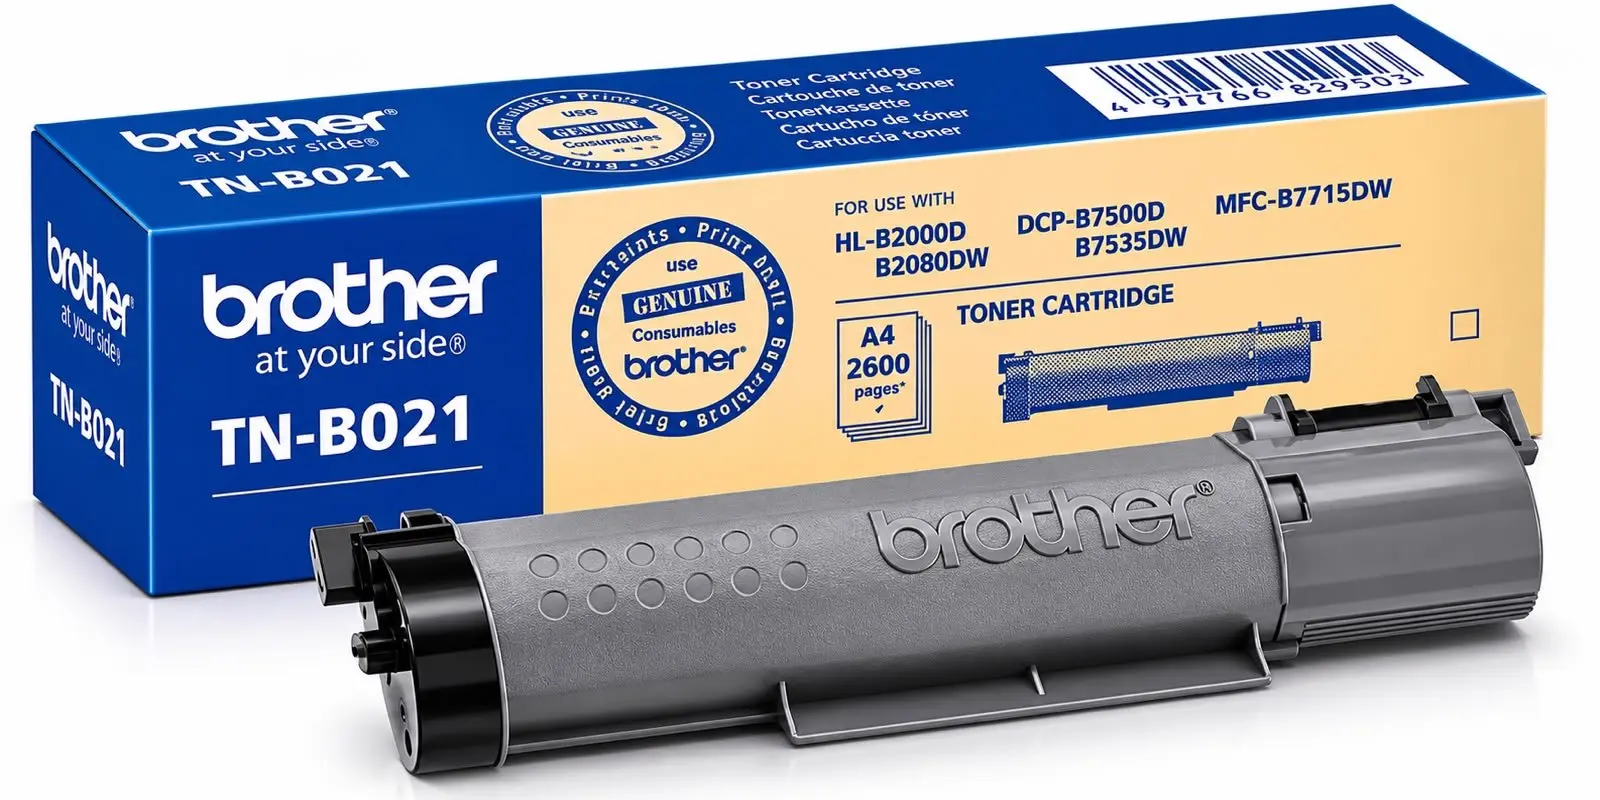 brother®
at your side®
TN-B021
use
GENUINE
Consumables
Toner Cartridge
Cartouche de toner
Tonerkassette
Cartucho de tóner
Cartuccia toner
4 977766 829503
brother®
at your side®
TN-B021
brother
at your side®
TN-B021
use
GENUINE
Consumables
brother®
FOR USE WITH
HL-B2000D
B2080DW
DCP-B7500D
B7535DW
MFC-B7715DW
A4
2600
pages*
TONER CARTRIDGE
brother®